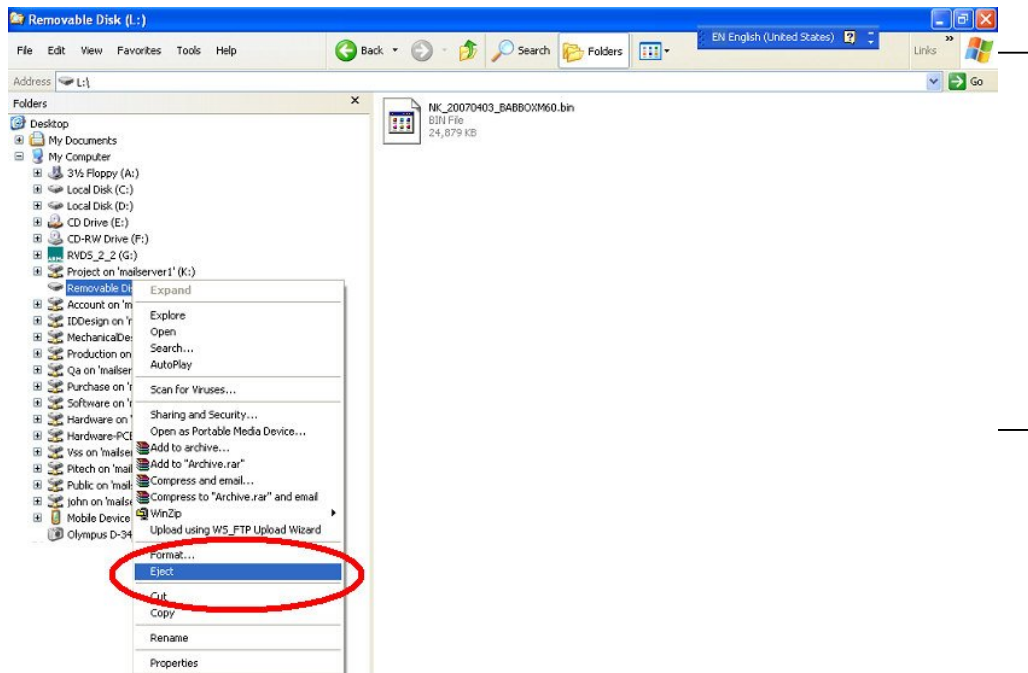 Removable Disk (L:)
File Edit View Favorites Tools Help
Back
Search
Folders
EN English (United States)
Links
Address L:\
Go
Folders
Desktop
My Documents
My Computer
3½ Floppy (A:)
Local Disk (C:)
Local Disk (D:)
CD Drive (E:)
CD-RW Drive (F:)
RVDS_2_2 (G:)
Project on 'mailserver1' (K:)
Removable Di
Account on 'm
IDDesign on 'r
MechanicalDe
Production on
Qa on 'mailser
Purchase on 'r
Software on 'r
Hardware on '
Hardware-PCE
Vss on 'mailser
Pitech on 'mail
Public on 'mail
john on 'mailse
Mobile Device
Olympus D-34
NK_20070403_BABBOXM60.bin
BIN File
24,879 KB
Expand
Explore
Open
Search...
AutoPlay
Scan for Viruses...
Sharing and Security...
Open as Portable Media Device...
Add to archive...
Add to "Archive.rar"
Compress and email...
Compress to "Archive.rar" and email
WinZip
Upload using WS_FTP Upload Wizard
Format...
Eject
Cut
Copy
Rename
Properties